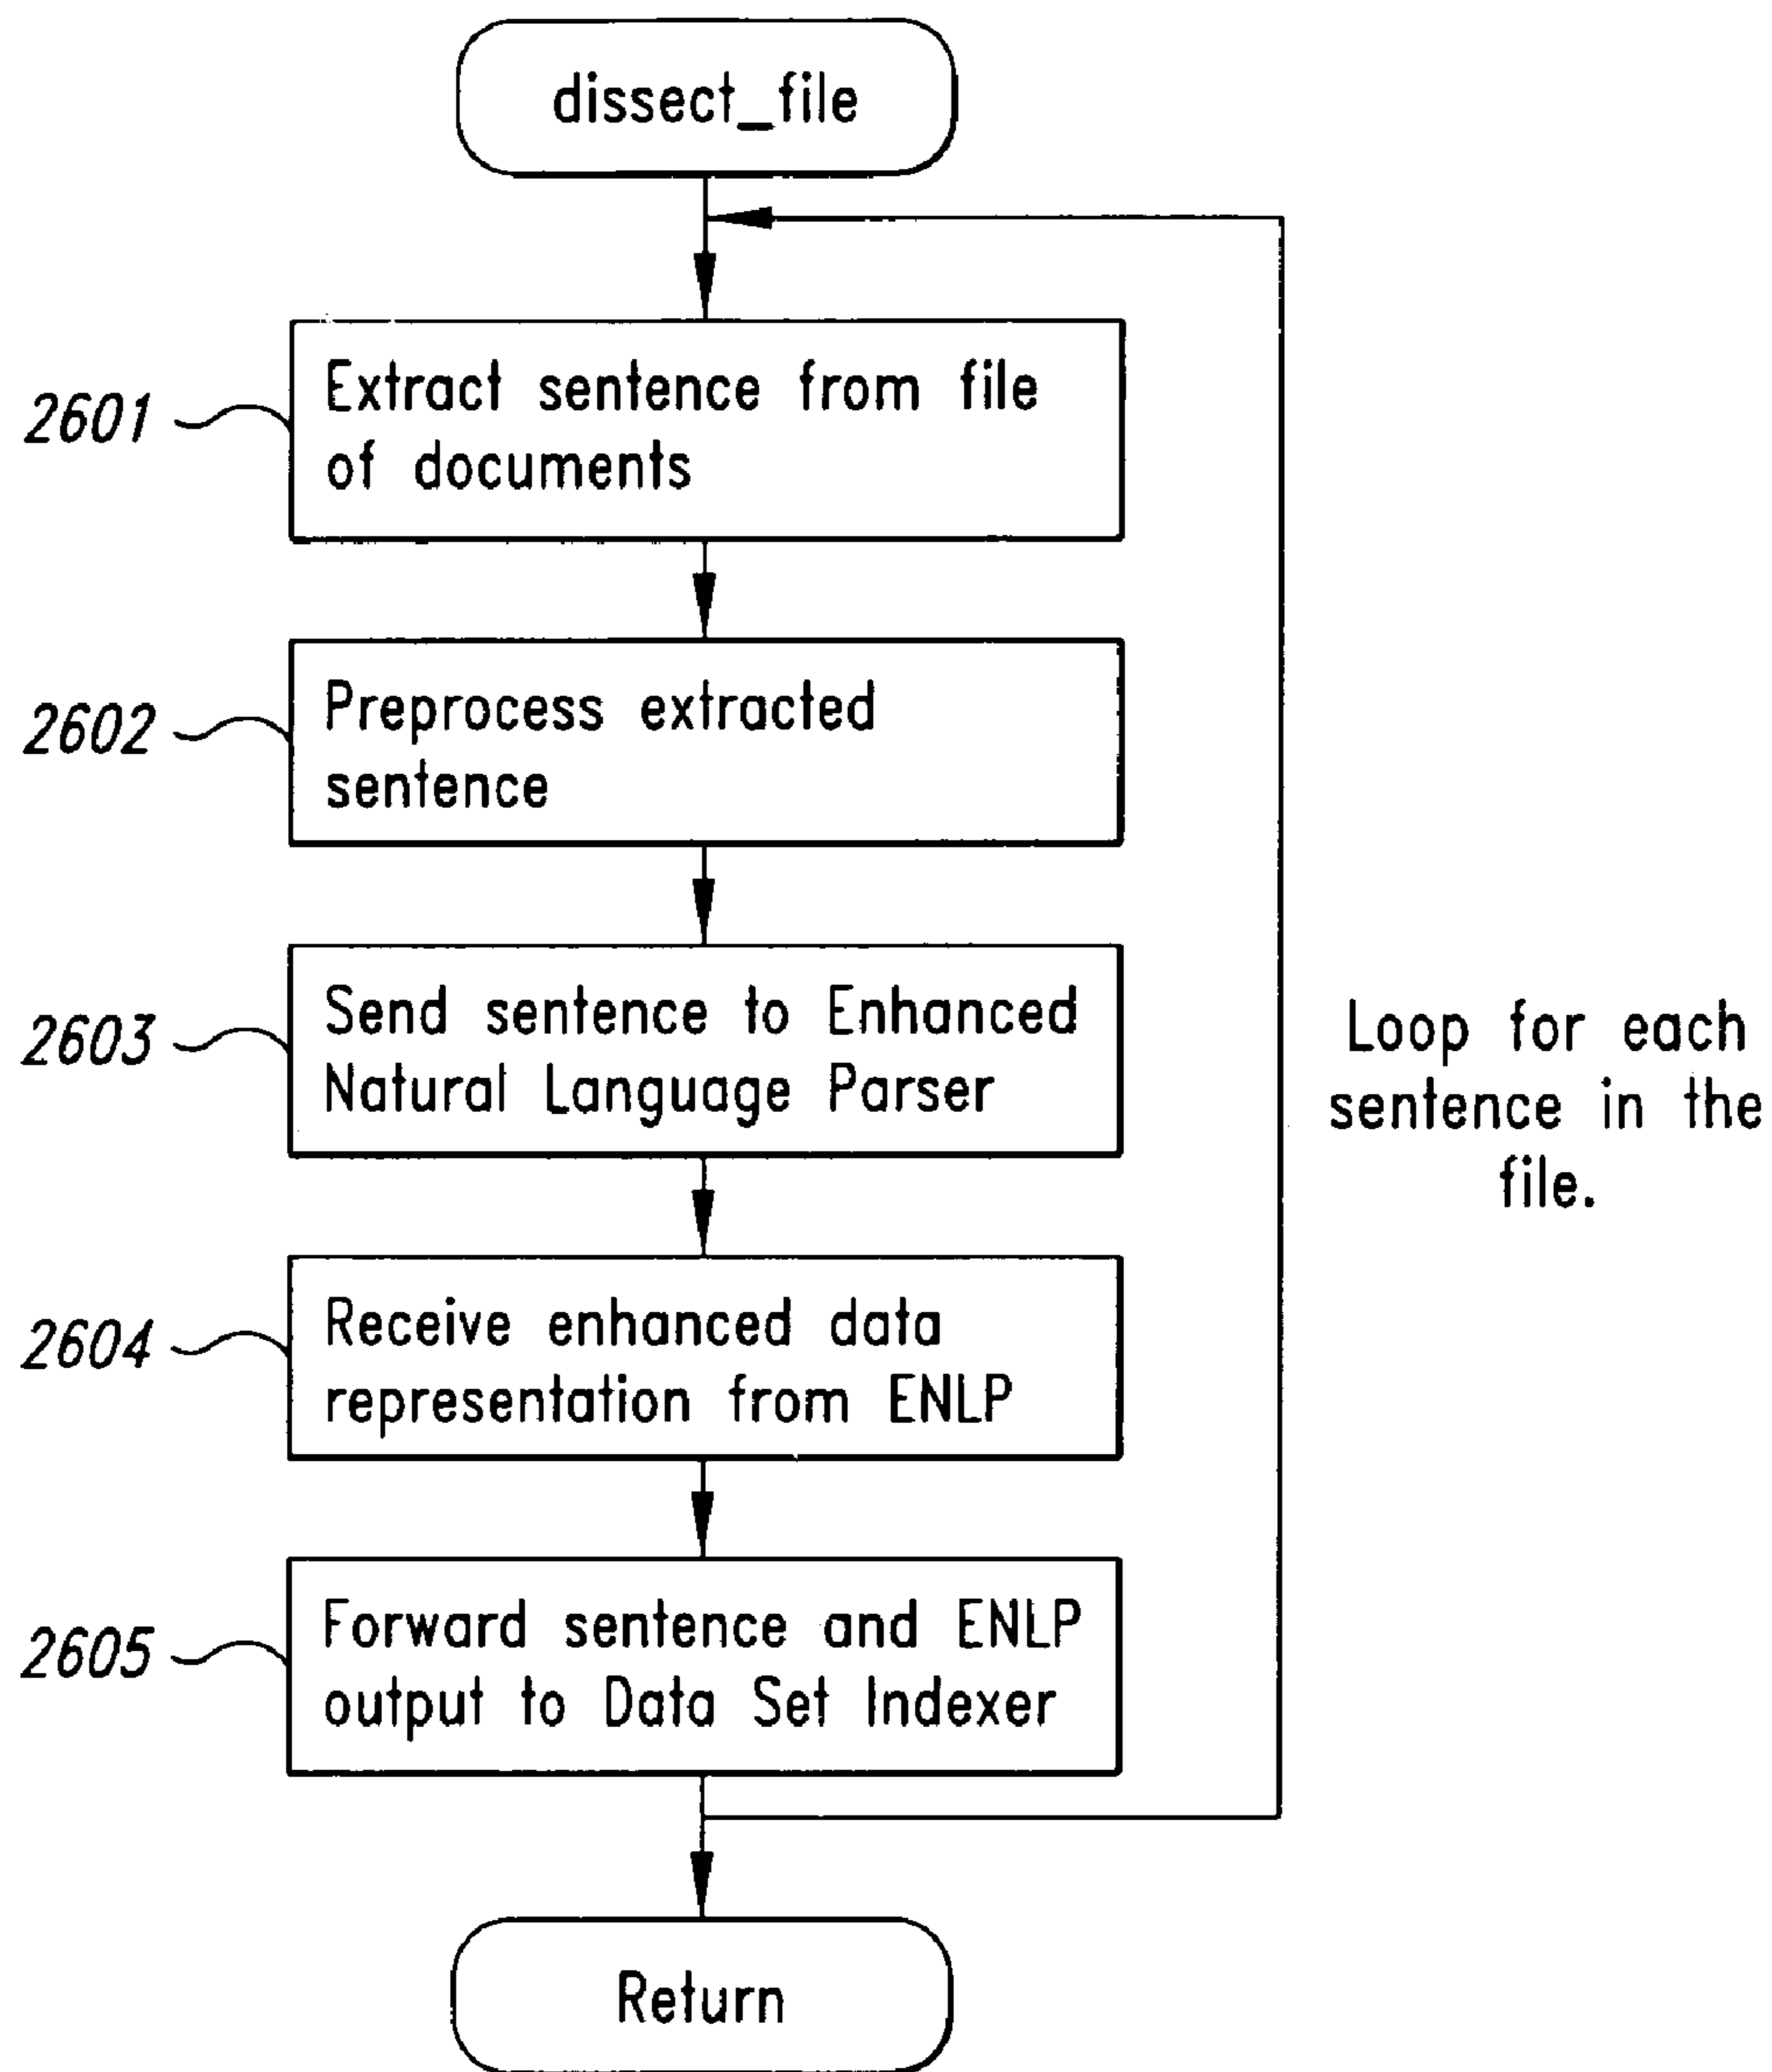 dissect_file
2601
Extract sentence from file
of documents
2602
Preprocess extracted
sentence
2603
Send sentence to Enhanced
Natural Language Parser
Loop for each
sentence in the
file.
2604
Receive enhanced data
representation from ENLP
2605
Forward sentence and ENLP
output to Data Set Indexer
Return